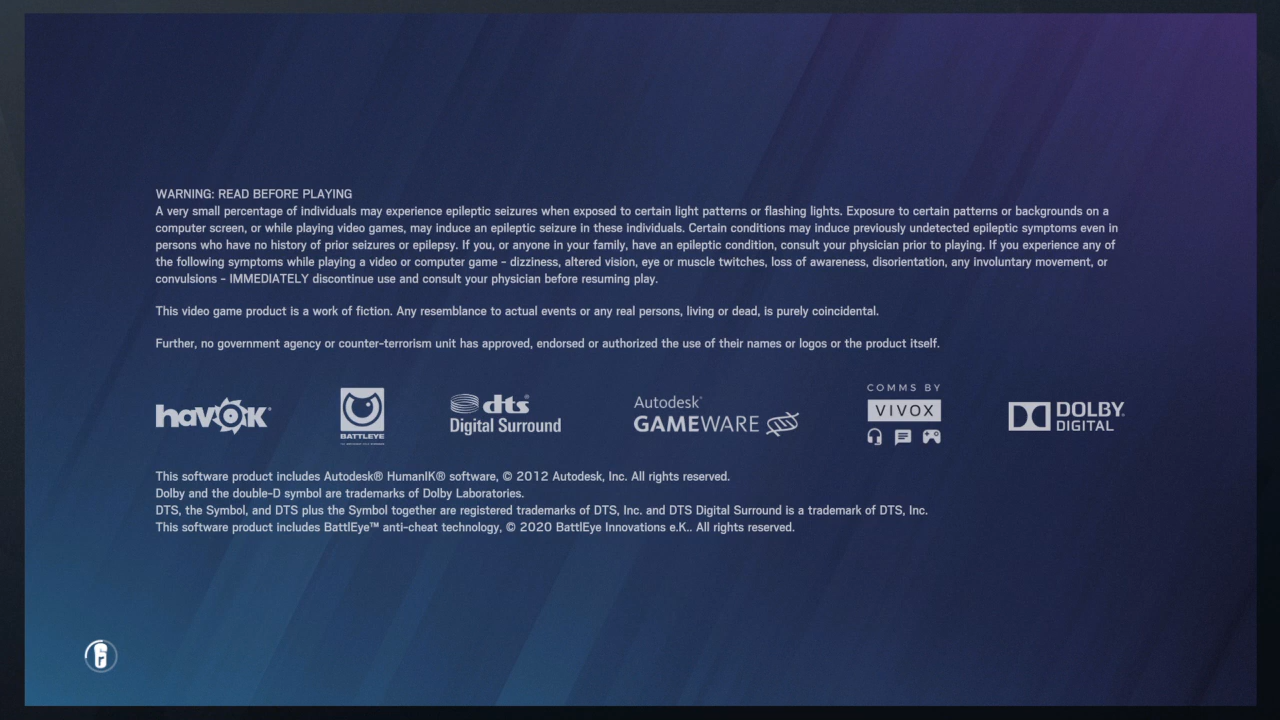 WARNING: READ BEFORE PLAYING
A very small percentage of individuals may experience epileptic seizures when exposed to certain light patterns or flashing lights. Exposure to certain patterns or backgrounds on a
computer screen, or while playing video games, may induce an epileptic seizure in these individuals. Certain conditions may induce previously undetected epileptic symptoms even in
persons who have no history of prior seizures or epilepsy. If you, or anyone in your family, have an epileptic condition, consult your physician prior to playing. If you experience any of
the following symptoms while playing a video or computer game - dizziness, altered vision, eye or muscle twitches, loss of awareness, disorientation, any involuntary movement, or
convulsions - IMMEDIATELY discontinue use and consult your physician before resuming play.
This video game product is a work of fiction. Any resemblance to actual events or any real persons, living or dead, is purely coincidental.
Further, no government agency or counter-terrorism unit has approved, endorsed or authorized the use of their names or logos or the product itself.
havok®
BATTLEYE
dts®
Digital Surround
Autodesk®
GAMEWARE
COMMS BY
VIVOX
DOLBY®
DIGITAL
This software product includes Autodesk® HumanIK® software, © 2012 Autodesk, Inc. All rights reserved.
Dolby and the double-D symbol are trademarks of Dolby Laboratories.
DTS, the Symbol, and DTS plus the Symbol together are registered trademarks of DTS, Inc. and DTS Digital Surround is a trademark of DTS, Inc.
This software product includes BattlEye™ anti-cheat technology, © 2020 BattlEye Innovations e.K.. All rights reserved.
6